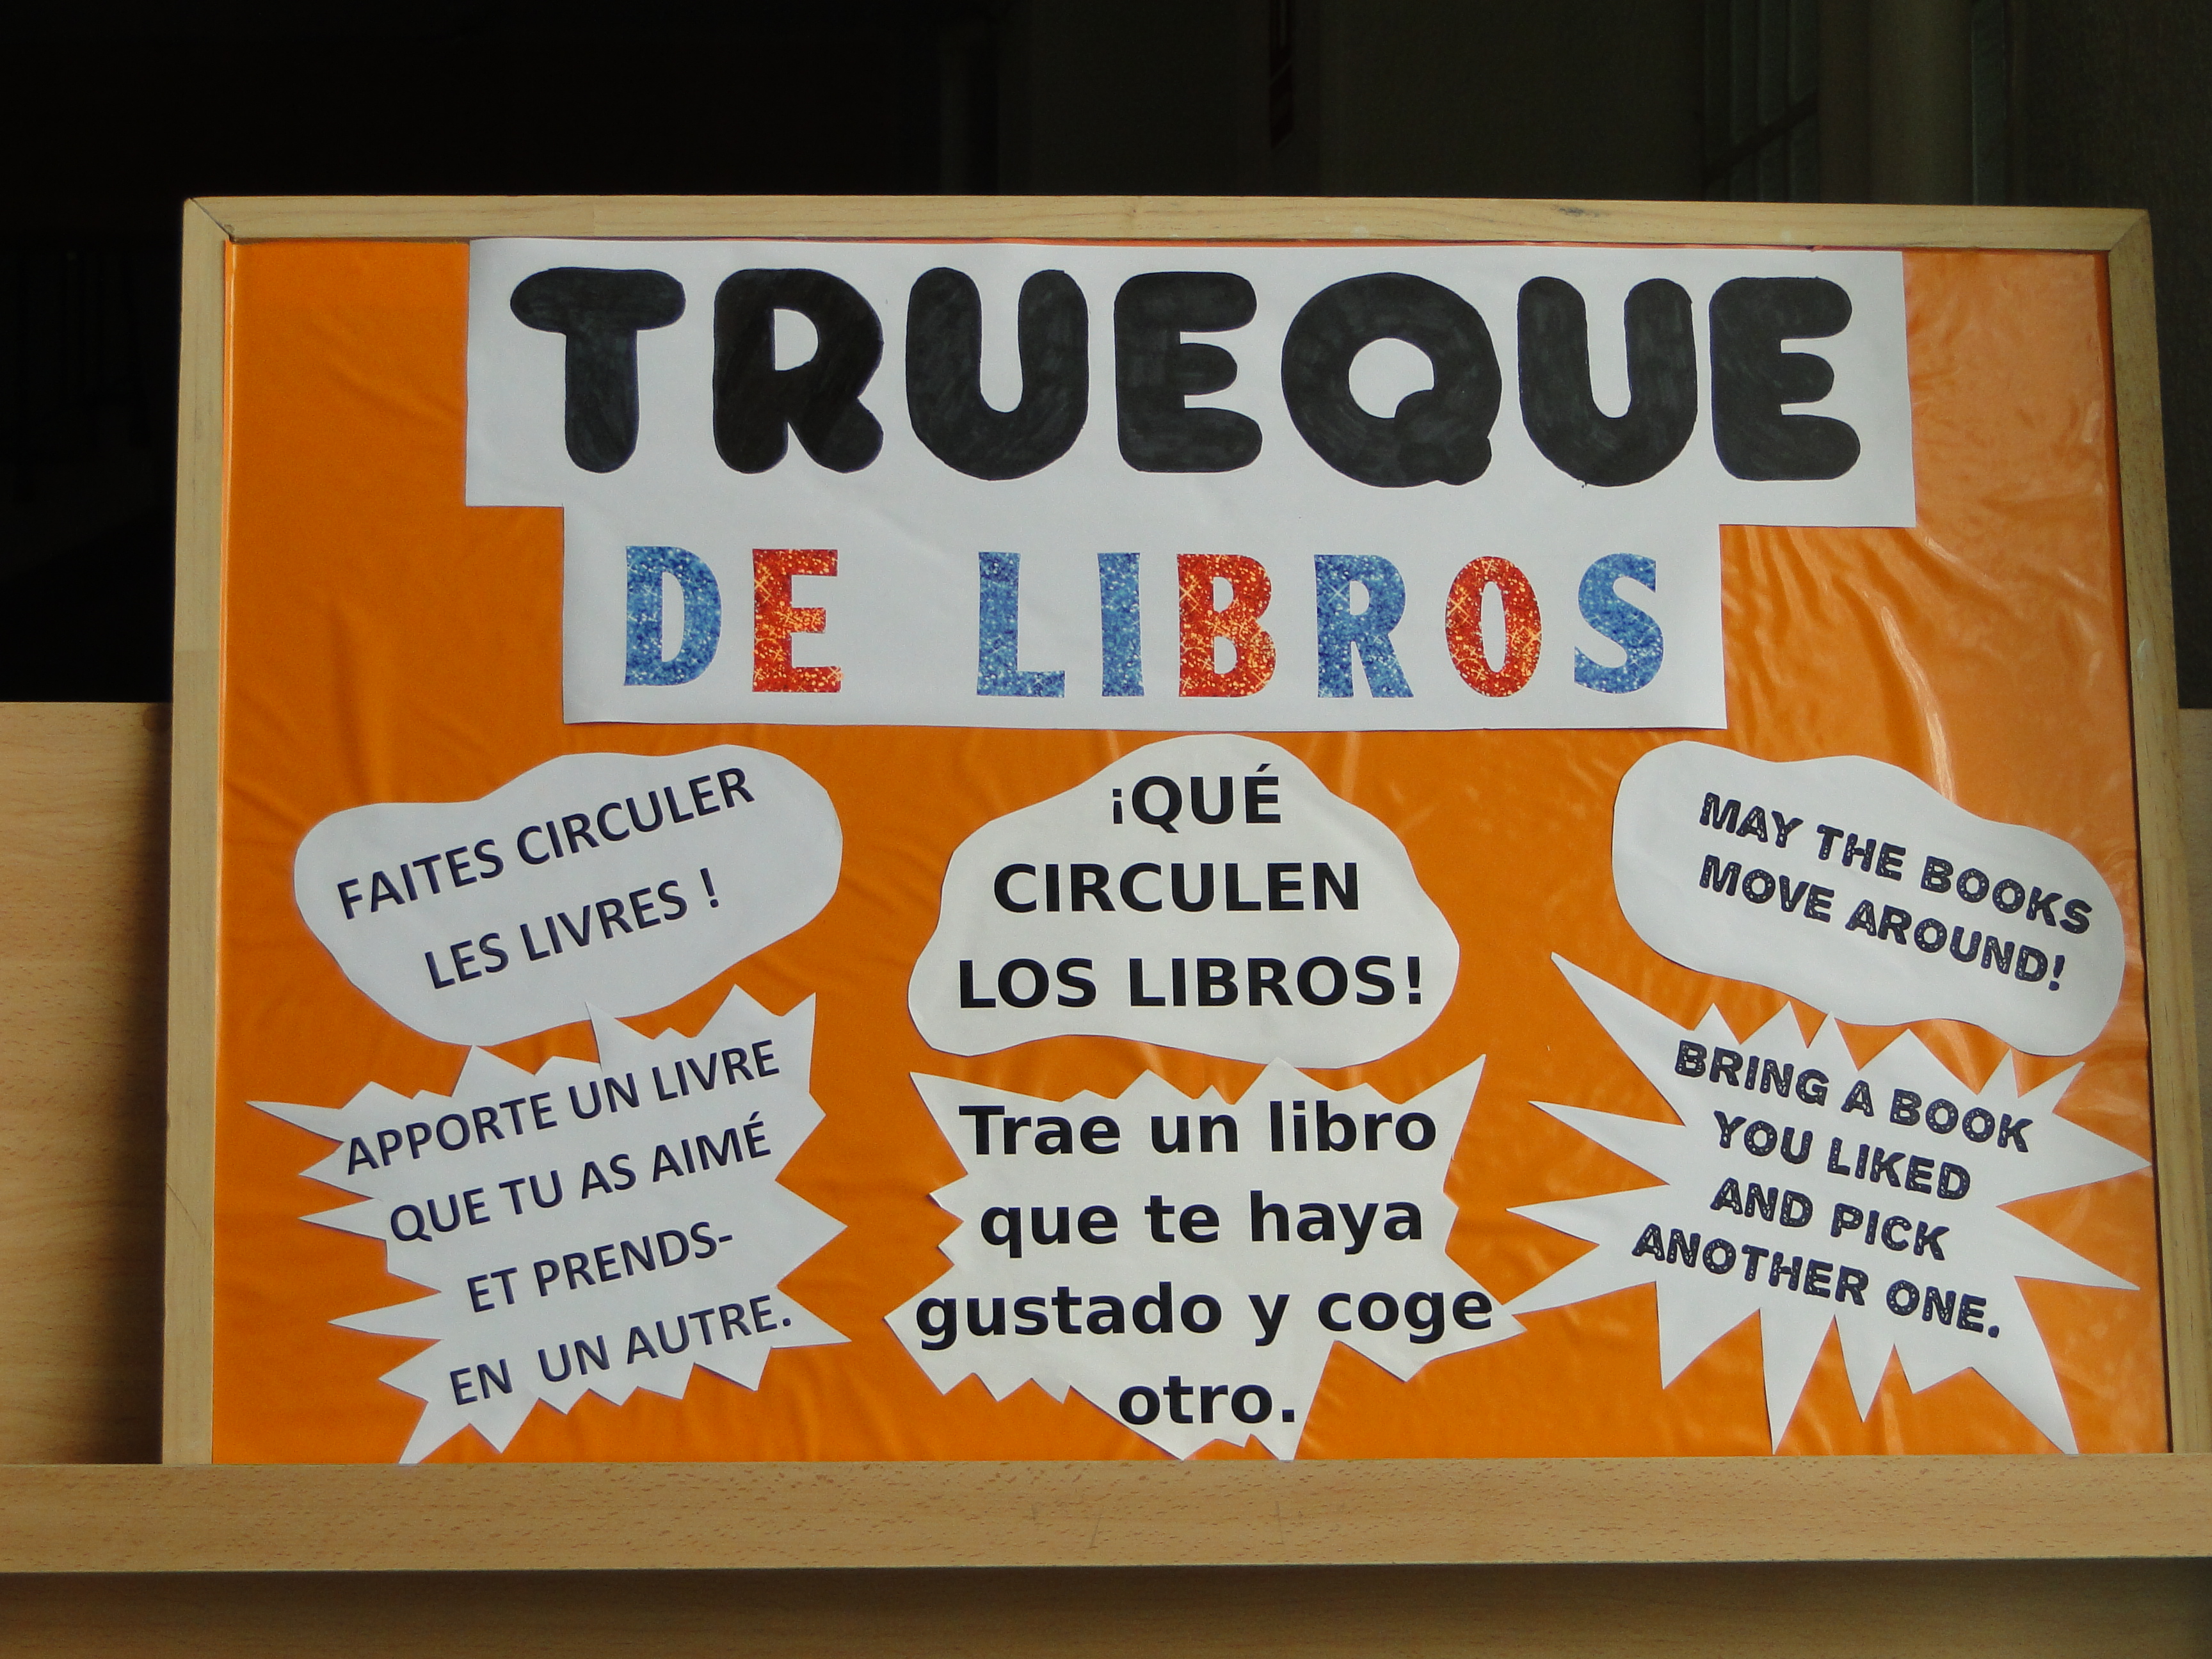 TRUEQUE
DE LIBROS
FAITES CIRCULER
LES LIVRES !
APPORTE UN LIVRE
QUE TU AS AIMÉ
ET PRENDS-
EN UN AUTRE.
¡QUÉ
CIRCULEN
LOS LIBROS!
Trae un libro
que te haya
gustado y coge
otro.
MAY THE BOOKS
MOVE AROUND!
BRING A BOOK
YOU LIKED
AND PICK
ANOTHER ONE.